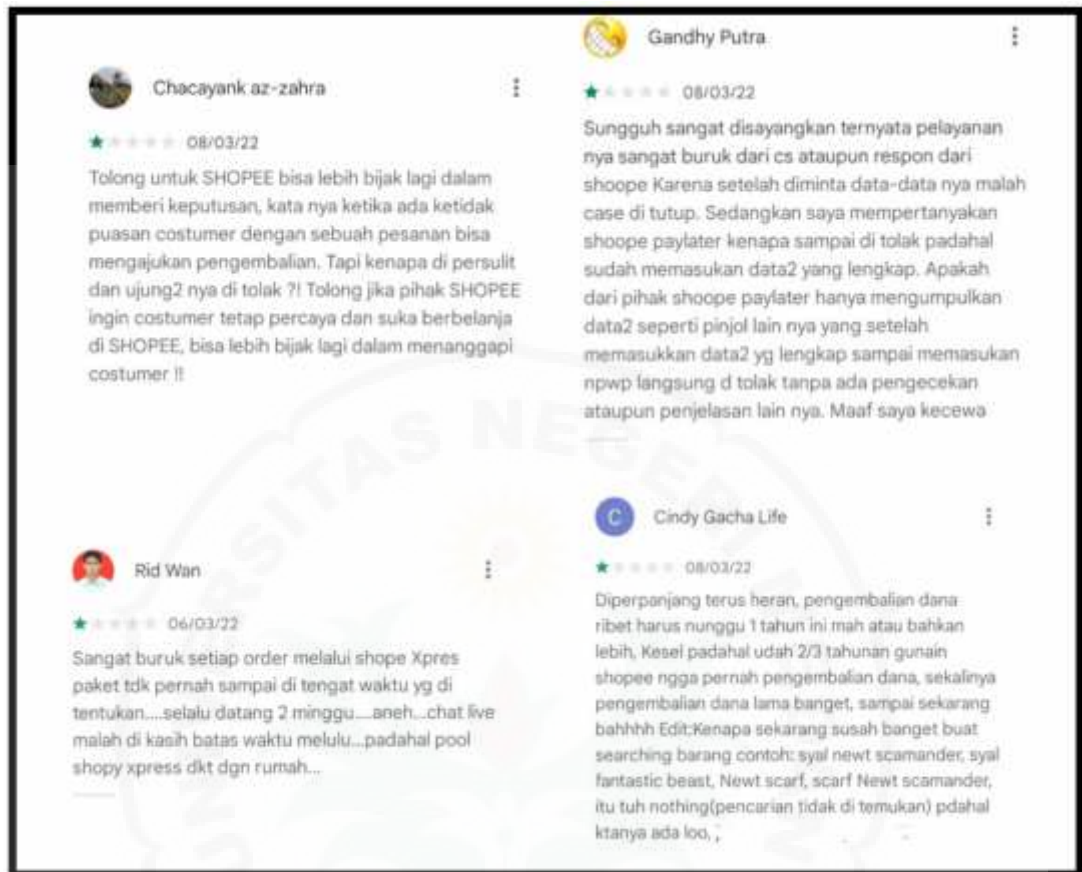 Chacayank az-zahra
08/03/22
Tolong untuk SHOPEE bisa lebih bijak lagi dalam
memberi keputusan, kata nya ketika ada ketidak
puasan costumer dengan sebuah pesanan bisa
mengajukan pengembalian. Tapi kenapa di persulit
dan ujung2 nya di tolak ?! Tolong jika pihak SHOPEE
ingin costumer tetap percaya dan suka berbelanja
di SHOPEE, bisa lebih bijak lagi dalam menanggapi
costumer !!
Gandhy Putra
08/03/22
Sungguh sangat disayangkan ternyata pelayanan
nya sangat buruk dari cs ataupun respon dari
shoope Karena setelah diminta data-data nya malah
case di tutup. Sedangkan saya mempertanyakan
shoope paylater kenapa sampai di tolak padahal
sudah memasukan data2 yang lengkap. Apakah
dari pihak shoope paylater hanya mengumpulkan
data2 seperti pinjol lain nya yang setelah
memasukkan data2 yg lengkap sampai memasukan
npwp langsung d tolak tanpa ada pengecekan
ataupun penjelasan lain nya. Maaf saya kecewa
Rid Wan
06/03/22
Sangat buruk setiap order melalui shope Xpres
paket tdk pernah sampai di tengat waktu yg di
tentukan....selalu datang 2 minggu....aneh...chat live
malah di kasih batas waktu melulu...padahal pool
shopy xpress dkt dgn rumah...
C
Cindy Gacha Life
08/03/22
Diperpanjang terus heran, pengembalian dana
ribet harus nunggu 1 tahun ini mah atau bahkan
lebih, Kesel padahal udah 2/3 tahunan gunain
shopee ngga pernah pengembalian dana, sekalinya
pengembalian dana lama banget, sampai sekarang
bahhhh Edit:Kenapa sekarang susah banget buat
searching barang contoh: syal newt scamander, syal
fantastic beast, Newt scarf, scarf Newt scamander,
itu tuh nothing(pencarian tidak di temukan) pdahal
ktanya ada loo,